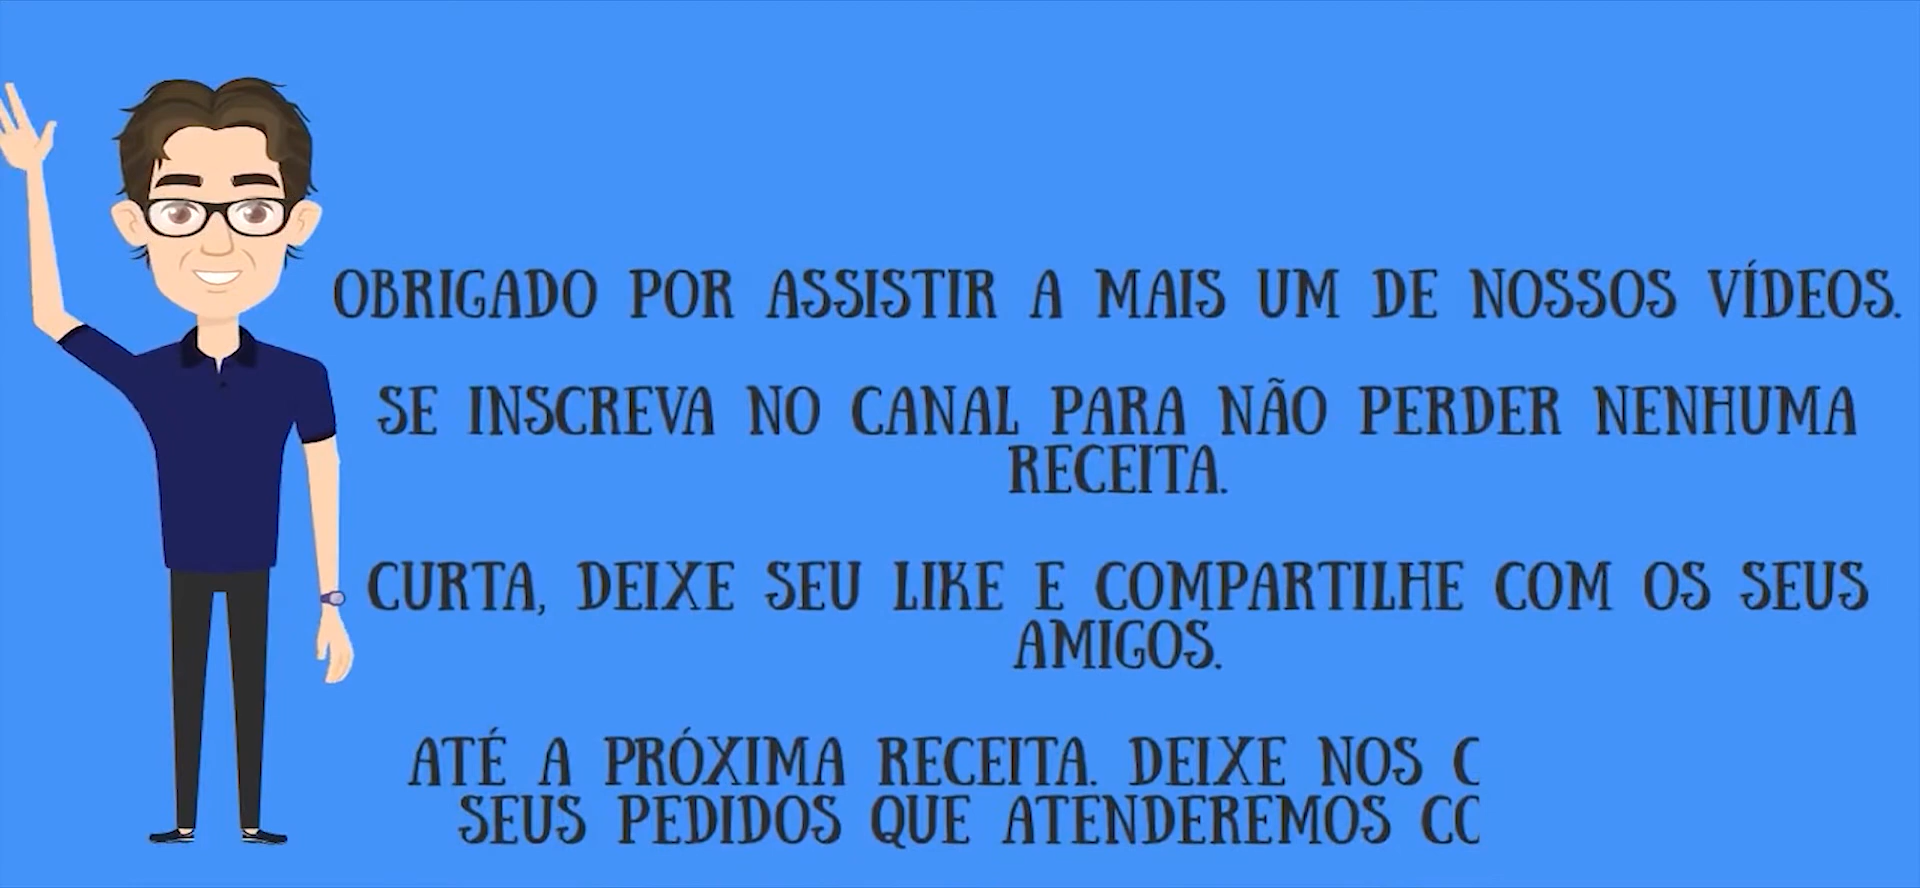 OBRIGADO POR ASSISTIR A MAIS UM DE NOSSOS VÍDEOS.
SE INSCREVA NO CANAL PARA NÃO PERDER NENHUMA
RECEITA.
CURTA, DEIXE SEU LIKE E COMPARTILHE COM OS SEUS
AMIGOS.
ATÉ A PRÓXIMA RECEITA. DEIXE NOS C
SEUS PEDIDOS QUE ATENDEREMOS CO